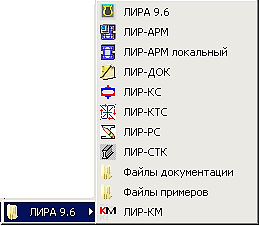 ЛИРА 9.6
ЛИР-АРМ
ЛИР-АРМ локальный
ЛИР-ДОК
ЛИР-КС
ЛИР-КТС
ЛИР-РС
ЛИР-СТК
Файлы документации
Файлы примеров
КМ ЛИР-КМ
ЛИРА 9.6